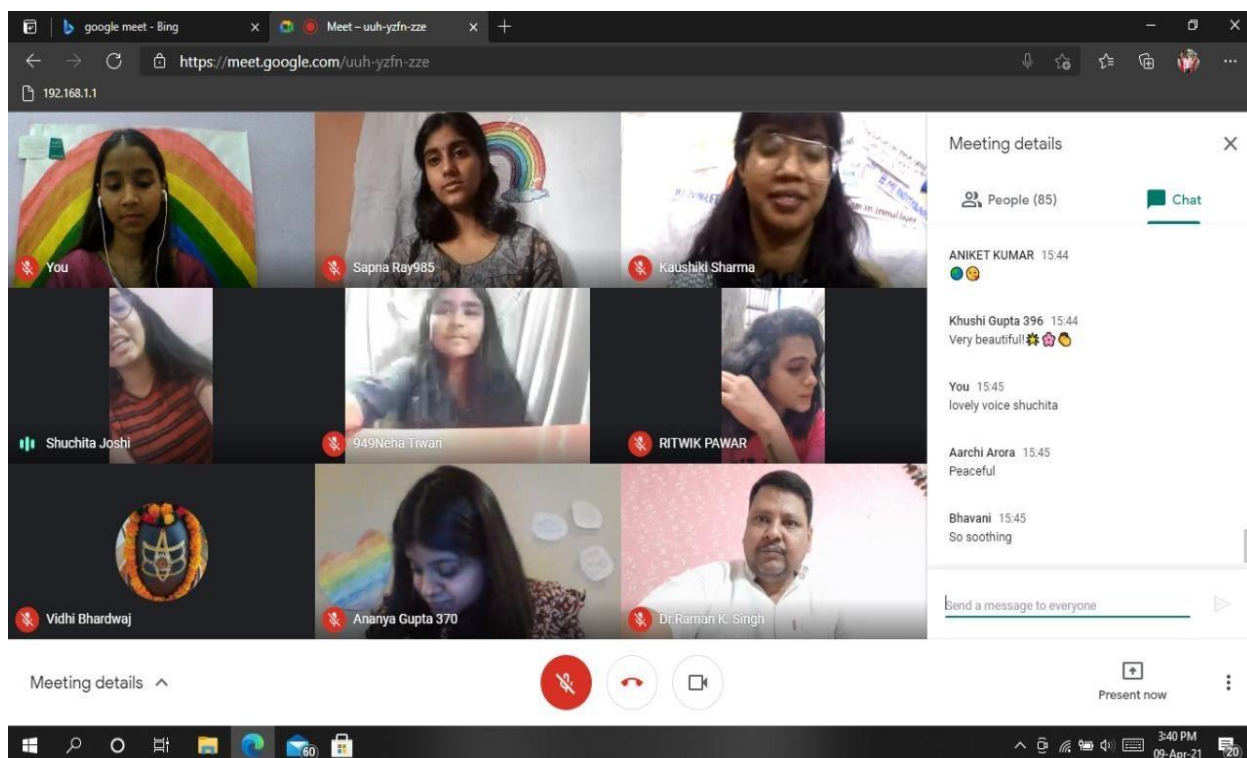 google meet - Bing
Meet – uuh-yzfn-zze
https://meet.google.com/uuh-yzfn-zze
192.168.1.1
You
Sapna Ray985
Kaushiki Sharma
Shuchita Joshi
949Neha Tiwari
RITWIK PAWAR
Vidhi Bhardwaj
Ananya Gupta 370
Dr.Raman K. Singh
Meeting details
People (85)
Chat
ANIKET KUMAR 15:44
Khushi Gupta 396 15:44
Very beautiful!
You 15:45
lovely voice shuchita
Aarchi Arora 15:45
Peaceful
Bhavani 15:45
So soothing
Send a message to everyone
Meeting details
Present now
60
3:40 PM
09-Apr-21
20